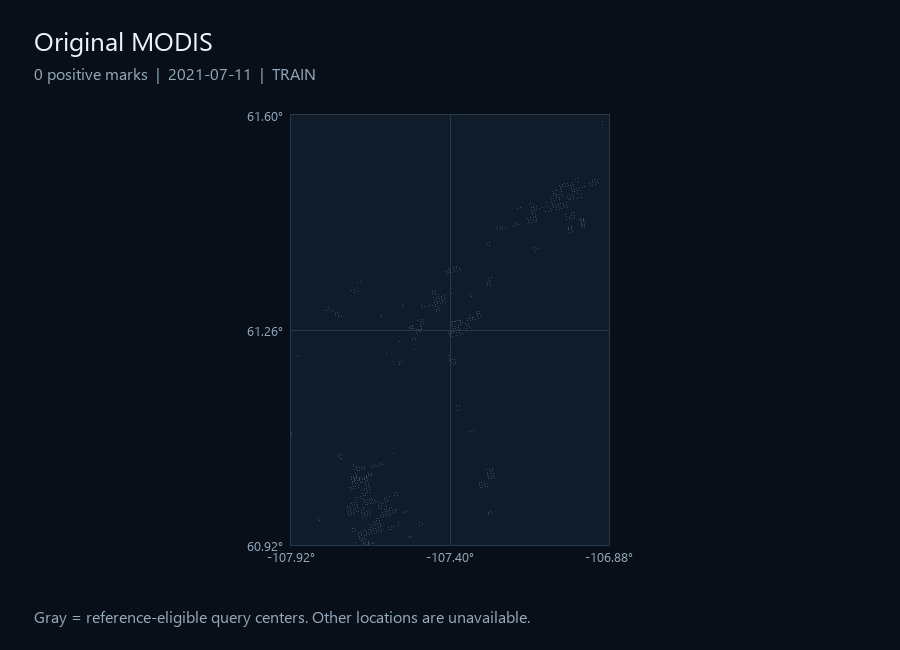 Original MODIS
0 positive marks | 2021-07-11 | TRAIN
61.60°
61.26°
60.92°
-107.92°
-107.40°
-106.88°
Gray = reference-eligible query centers. Other locations are unavailable.